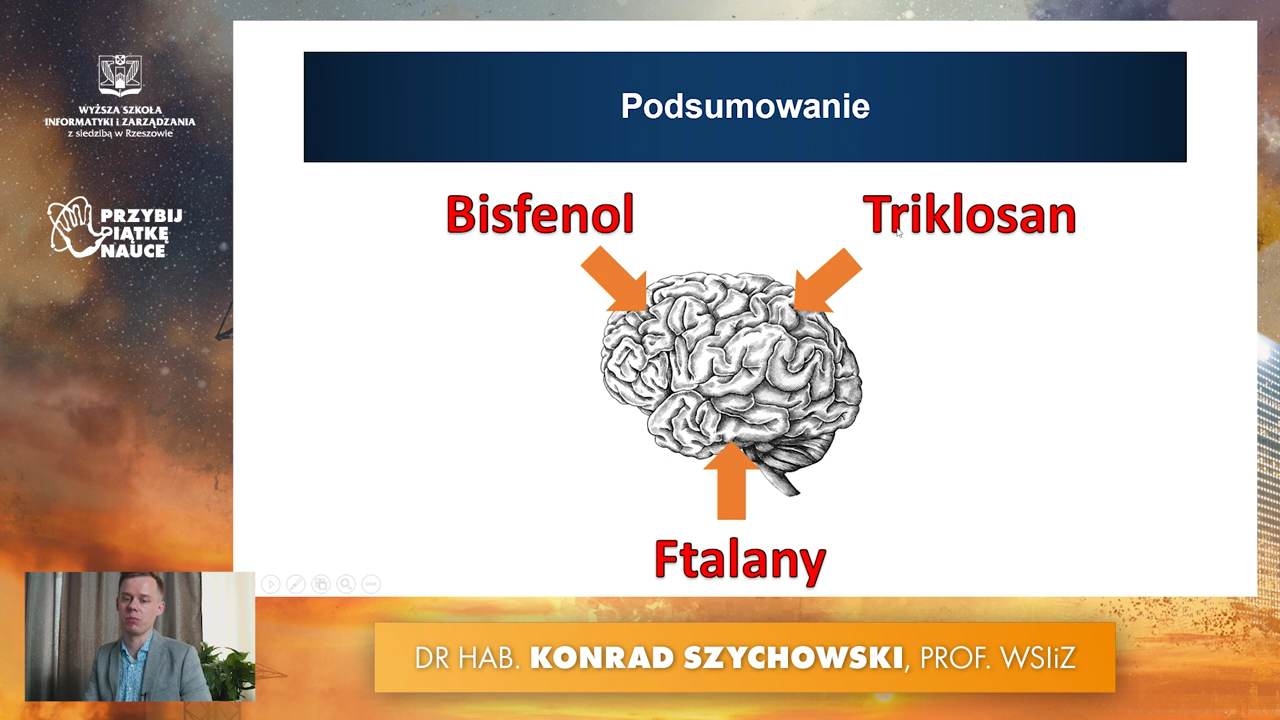 WYŻSZA SZKOŁA
INFORMATYKI i ZARZĄDZANIA
z siedzibą w Rzeszowie
PRZYBIJ
PIĄTKĘ
NAUCE
Podsumowanie
Bisfenol
Triklosan
Ftalany
DR HAB. KONRAD SZYCHOWSKI, PROF. WSIiZ